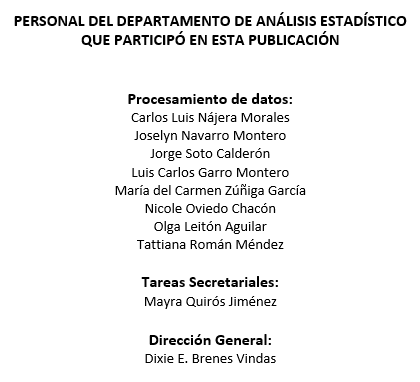 PERSONAL DEL DEPARTAMENTO DE ANÁLISIS ESTADÍSTICO
QUE PARTICIPÓ EN ESTA PUBLICACIÓN
Procesamiento de datos:
Carlos Luis Nájera Morales
Joselyn Navarro Montero
Jorge Soto Calderón
Luis Carlos Garro Montero
María del Carmen Zúñiga García
Nicole Oviedo Chacón
Olga Leitón Aguilar
Tattiana Román Méndez
Tareas Secretariales:
Mayra Quirós Jiménez
Dirección General:
Dixie E. Brenes Vindas